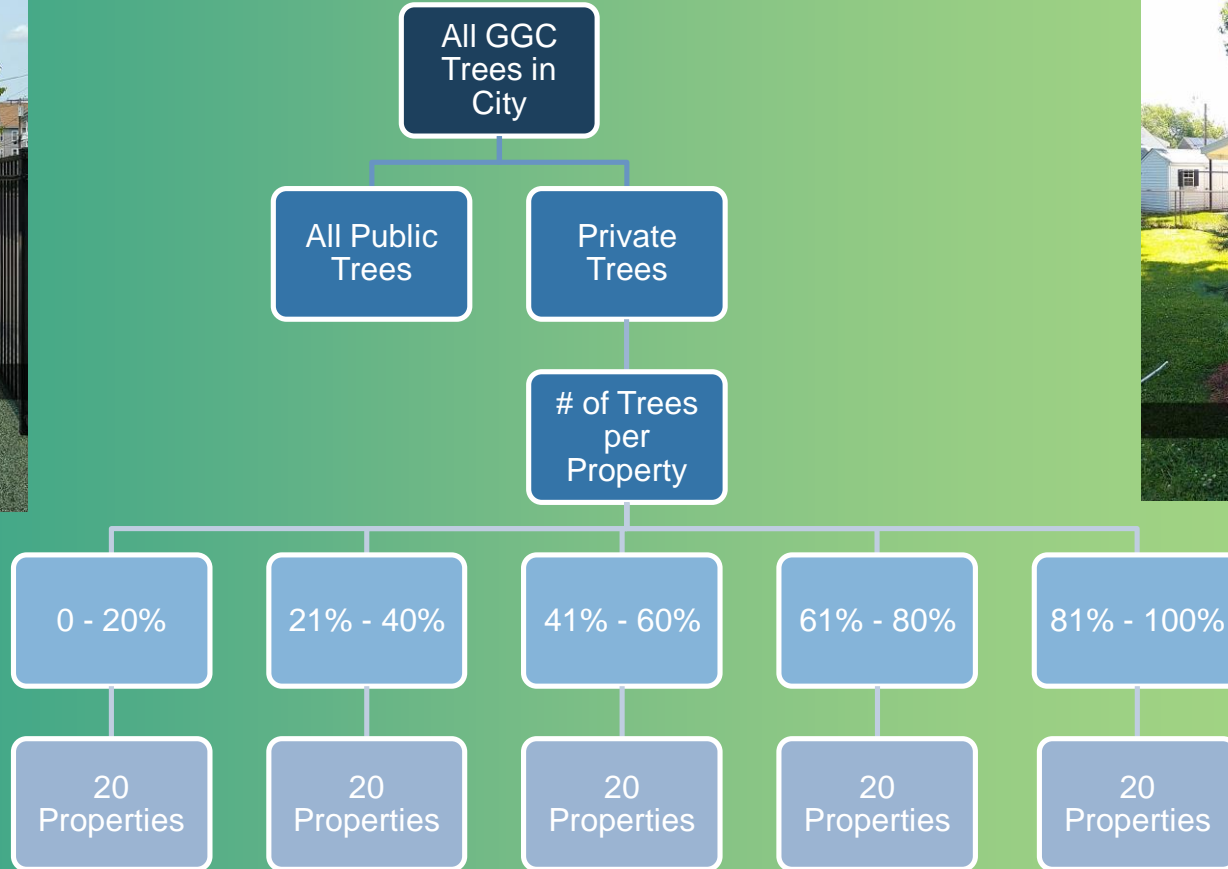 All GGC
Trees in
City
All Public
Trees
Private
Trees
# of Trees
per
Property
0 - 20%
21% - 40%
41% - 60%
61% - 80%
81% - 100%
20
Properties
20
Properties
20
Properties
20
Properties
20
Properties